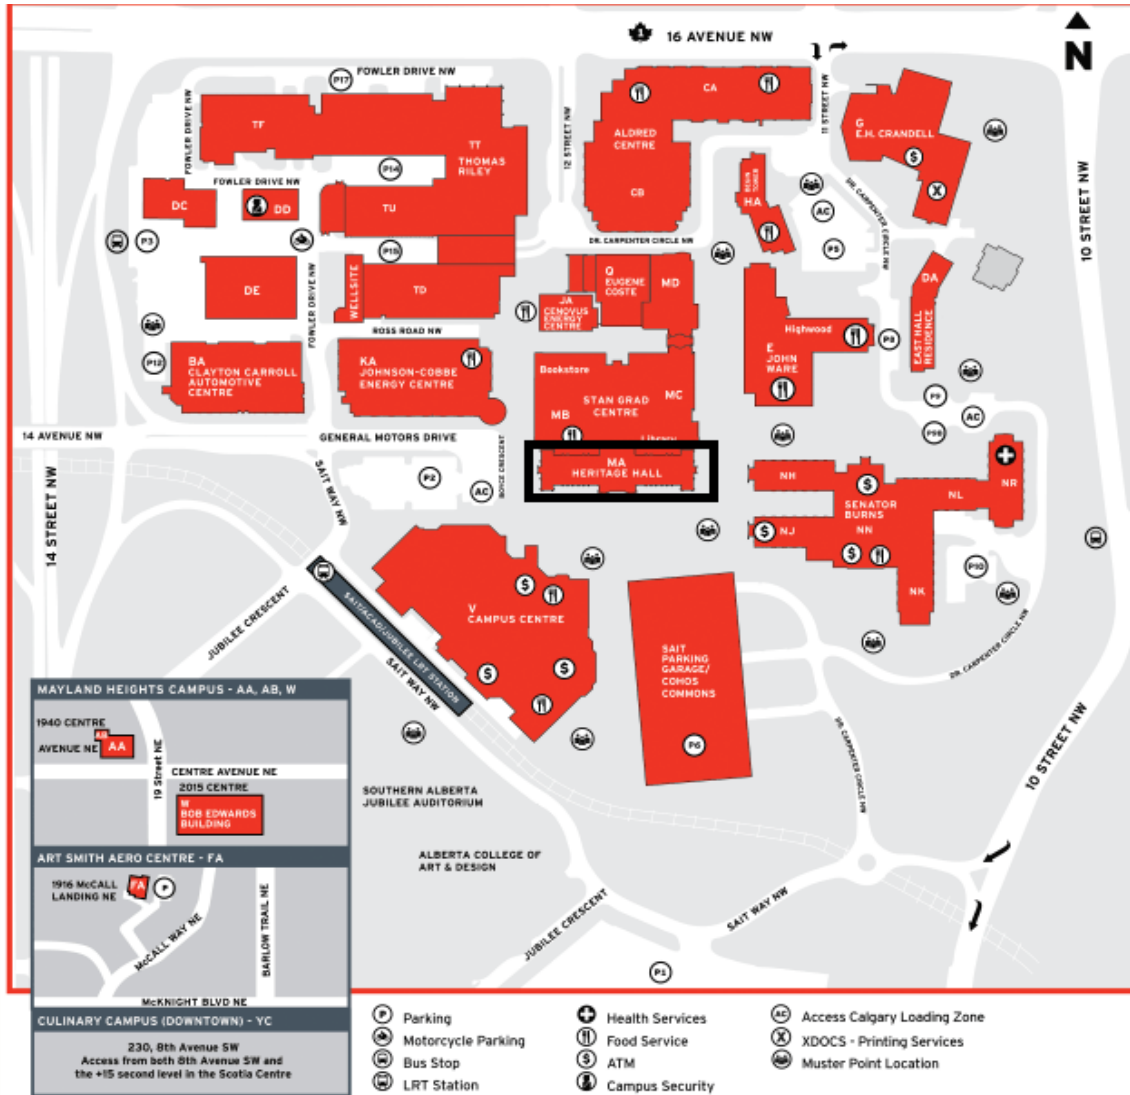 1
16 AVENUE NW
N
FOWLER DRIVE NW
P17
FOWLER DRIVE NW
TF
TT
THOMAS
RILEY
P14
FOWLER DRIVE NW
DC
DD
TU
P3
P15
DE
WELLSITE
TD
FOWLER DRIVE NW
ROSS ROAD NW
P12
BA
CLAYTON CARROLL
AUTOMOTIVE
CENTRE
KA
JOHNSON-COBBE
ENERGY CENTRE
12 STREET NW
CA
ALDRED
CENTRE
CB
DR. CARPENTER CIRCLE NW
11 STREET NW
G
E.H. CRANDELL
$
X
BEGIN
TOWER
HA
AC
P5
DR. CARPENTER CIRCLE NW
10 STREET NW
DA
EAST HALL
RESIDENCE
Q
EUGENE
COSTE
MD
JA
CENOVUS
ENERGY
CENTRE
Highwood
E
JOHN
WARE
P8
P9
AC
P9B
Bookstore
STAN GRAD
CENTRE
MC
MB
Library
MA
HERITAGE HALL
14 AVENUE NW
GENERAL MOTORS DRIVE
14 STREET NW
SAIT WAY NW
P2
AC
BOYCE CRESCENT
NH
$
SENATOR
BURNS
NL
NR
$
NJ
NN
$
NK
P10
DR. CARPENTER CIRCLE NW
JUBILEE CRESCENT
SAIT/ACAD/JUBILEE LRT STATION
SAIT WAY NW
$
V
CAMPUS CENTRE
$
$
SAIT
PARKING
GARAGE/
COHOS
COMMONS
P6
DR. CARPENTER CIRCLE NW
10 STREET NW
SOUTHERN ALBERTA
JUBILEE AUDITORIUM
ALBERTA COLLEGE OF
ART & DESIGN
JUBILEE CRESCENT
SAIT WAY NW
P1
MAYLAND HEIGHTS CAMPUS - AA, AB, W
1940 CENTRE
AVENUE NE
AB
AA
19 Street NE
CENTRE AVENUE NE
2015 CENTRE
W
BOB EDWARDS
BUILDING
ART SMITH AERO CENTRE - FA
1916 McCALL
LANDING NE
FA
P
McCALL WAY NE
BARLOW TRAIL NE
McKNIGHT BLVD NE
CULINARY CAMPUS (DOWNTOWN) - YC
230, 8th Avenue SW
Access from both 8th Avenue SW and
the +15 second level in the Scotia Centre
P Parking
Motorcycle Parking
Bus Stop
LRT Station
Health Services
Food Service
$ ATM
Campus Security
AC Access Calgary Loading Zone
X XDOCS - Printing Services
Muster Point Location